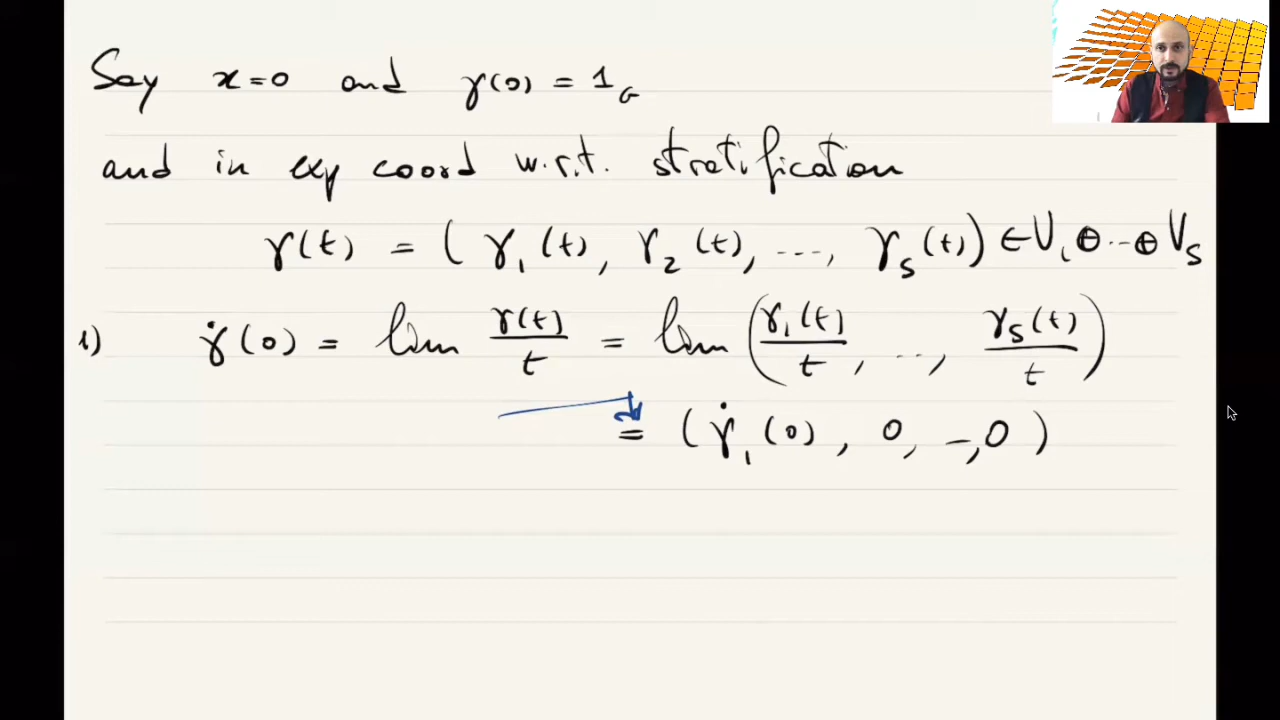 Say x=0 and γ(0) = 1_G
and in exp coord w.r.t. stratification
γ(t) = (γ_1(t), γ_2(t), ..., γ_s(t)) ∈ V_1 ⊕ ... ⊕ V_s
1) γ̇(0) = lim γ(t)/t = lim (γ_1(t)/t, ..., γ_s(t)/t)
= (γ̇_1(0), 0, –, 0)